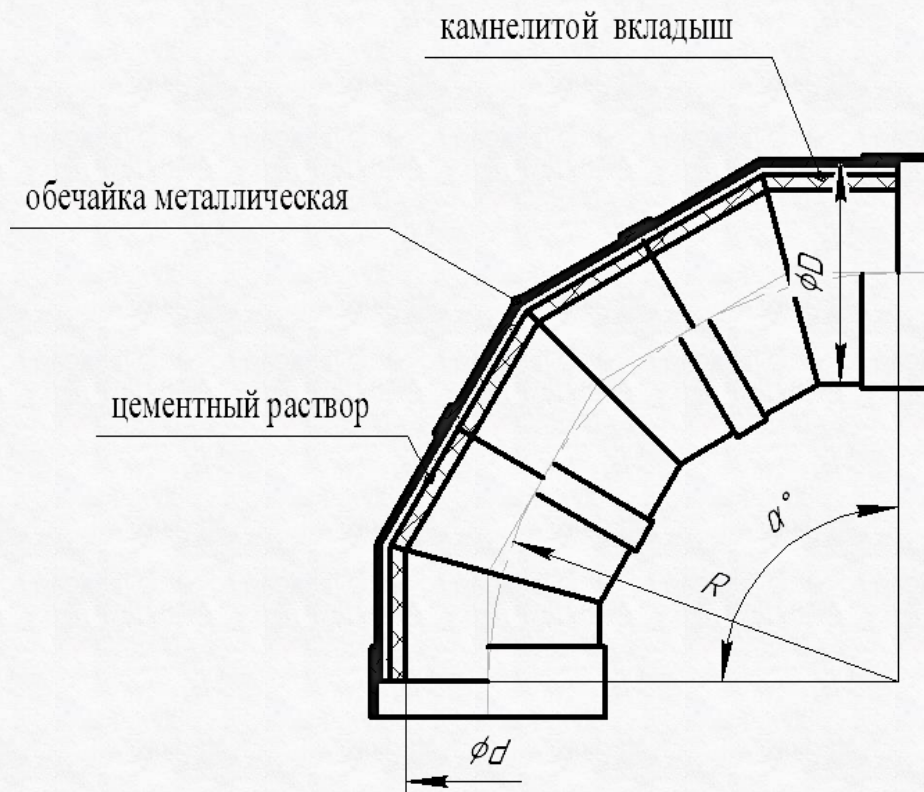 камнелитой вкладыш
обечайка металлическая
цементный раствор
ϕD
α°
R
ϕd